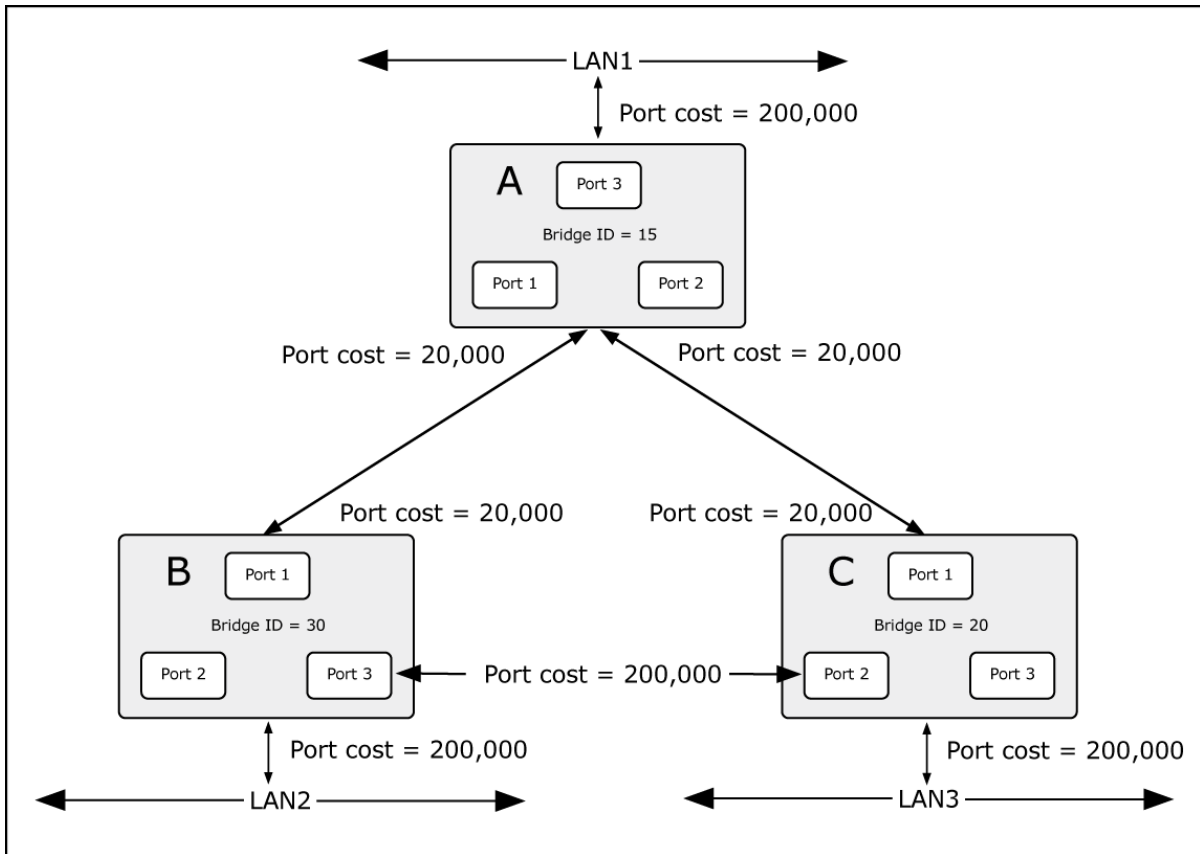 LAN1
Port cost = 200,000
A
Port 3
Bridge ID = 15
Port 1
Port 2
Port cost = 20,000
Port cost = 20,000
Port cost = 20,000
Port cost = 20,000
B
Port 1
Bridge ID = 30
Port 2
Port 3
Port cost = 200,000
C
Port 1
Bridge ID = 20
Port 2
Port 3
Port cost = 200,000
LAN2
Port cost = 200,000
LAN3